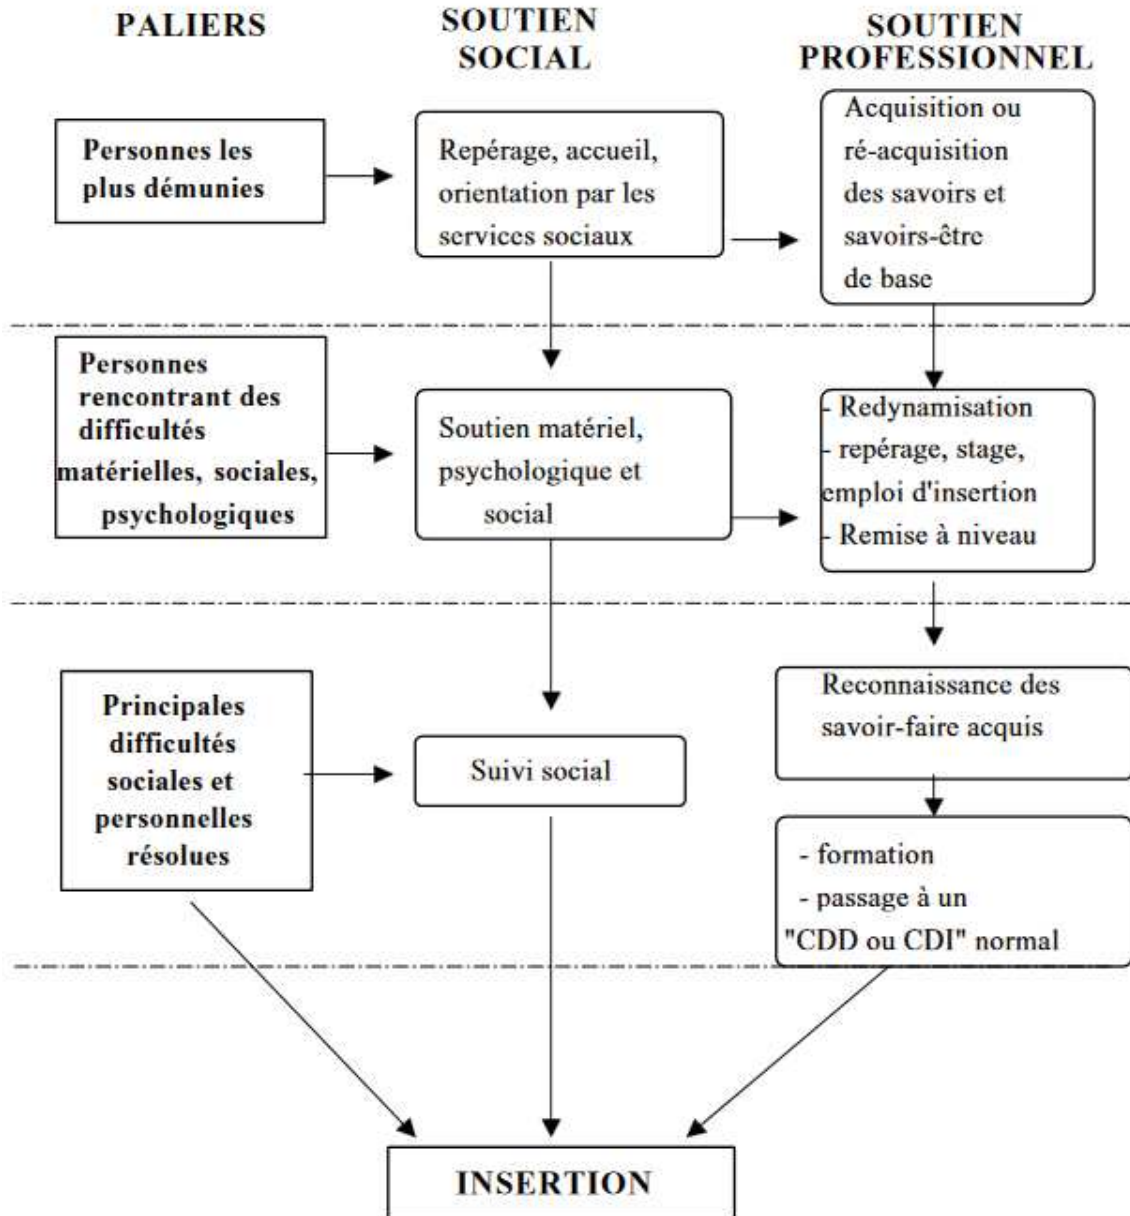 PALIERS
SOUTIEN
SOCIAL
SOUTIEN
PROFESSIONNEL
Personnes les
plus démunies
Repérage, accueil,
orientation par les
services sociaux
Acquisition ou
ré-acquisition
des savoirs et
savoirs-être
de base
Personnes
rencontrant des
difficultés
matérielles, sociales,
psychologiques
Soutien matériel,
psychologique et
social
- Redynamisation
- repérage, stage,
emploi d'insertion
- Remise à niveau
Principales
difficultés
sociales et
personnelles
résolues
Suivi social
Reconnaissance des
savoir-faire acquis
- formation
- passage à un
"CDD ou CDI" normal
INSERTION